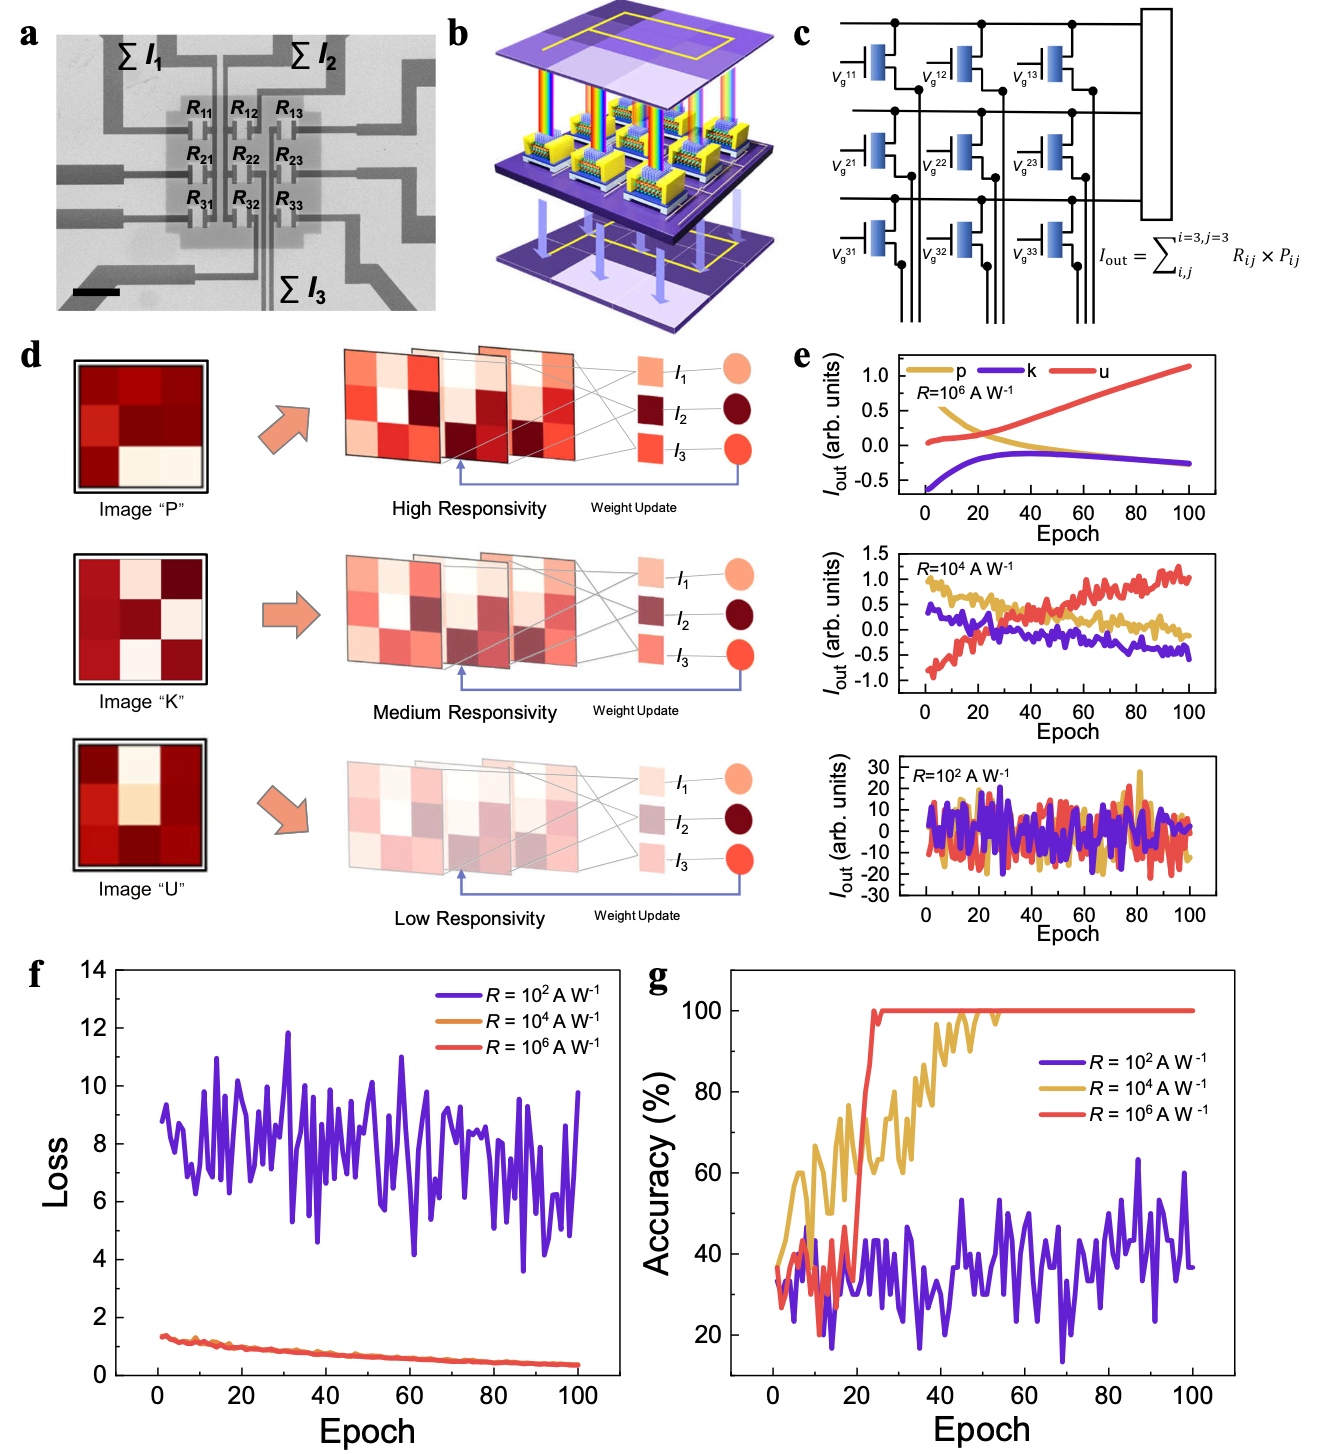 a
∑ I1
∑ I2
R11 R12 R13
R21 R22 R23
R31 R32 R33
∑ I3
b
c
Vg11 Vg12 Vg13
Vg21 Vg22 Vg23
Vg31 Vg32 Vg33
Iout = ∑i,j i=3,j=3 Rij × Pij
d
Image “P”
I1
I2
I3
High Responsivity
Weight Update
Image “K”
I1
I2
I3
Medium Responsivity
Weight Update
Image “U”
I1
I2
I3
Low Responsivity
Weight Update
e
Iout (arb. units)
1.0
0.5
0.0
-0.5
p k u
R=10⁶ A W⁻¹
0 20 40 60 80 100
Epoch
Iout (arb. units)
1.5
1.0
0.5
0.0
-0.5
-1.0
R=10⁴ A W⁻¹
0 20 40 60 80 100
Epoch
Iout (arb. units)
30
20
10
0
-10
-20
-30
R=10² A W⁻¹
0 20 40 60 80 100
Epoch
f
Loss
14
12
10
8
6
4
2
0
R = 10² A W⁻¹
R = 10⁴ A W⁻¹
R = 10⁶ A W⁻¹
0 20 40 60 80 100
Epoch
g
Accuracy (%)
100
80
60
40
20
R = 10² A W⁻¹
R = 10⁴ A W⁻¹
R = 10⁶ A W⁻¹
0 20 40 60 80 100
Epoch